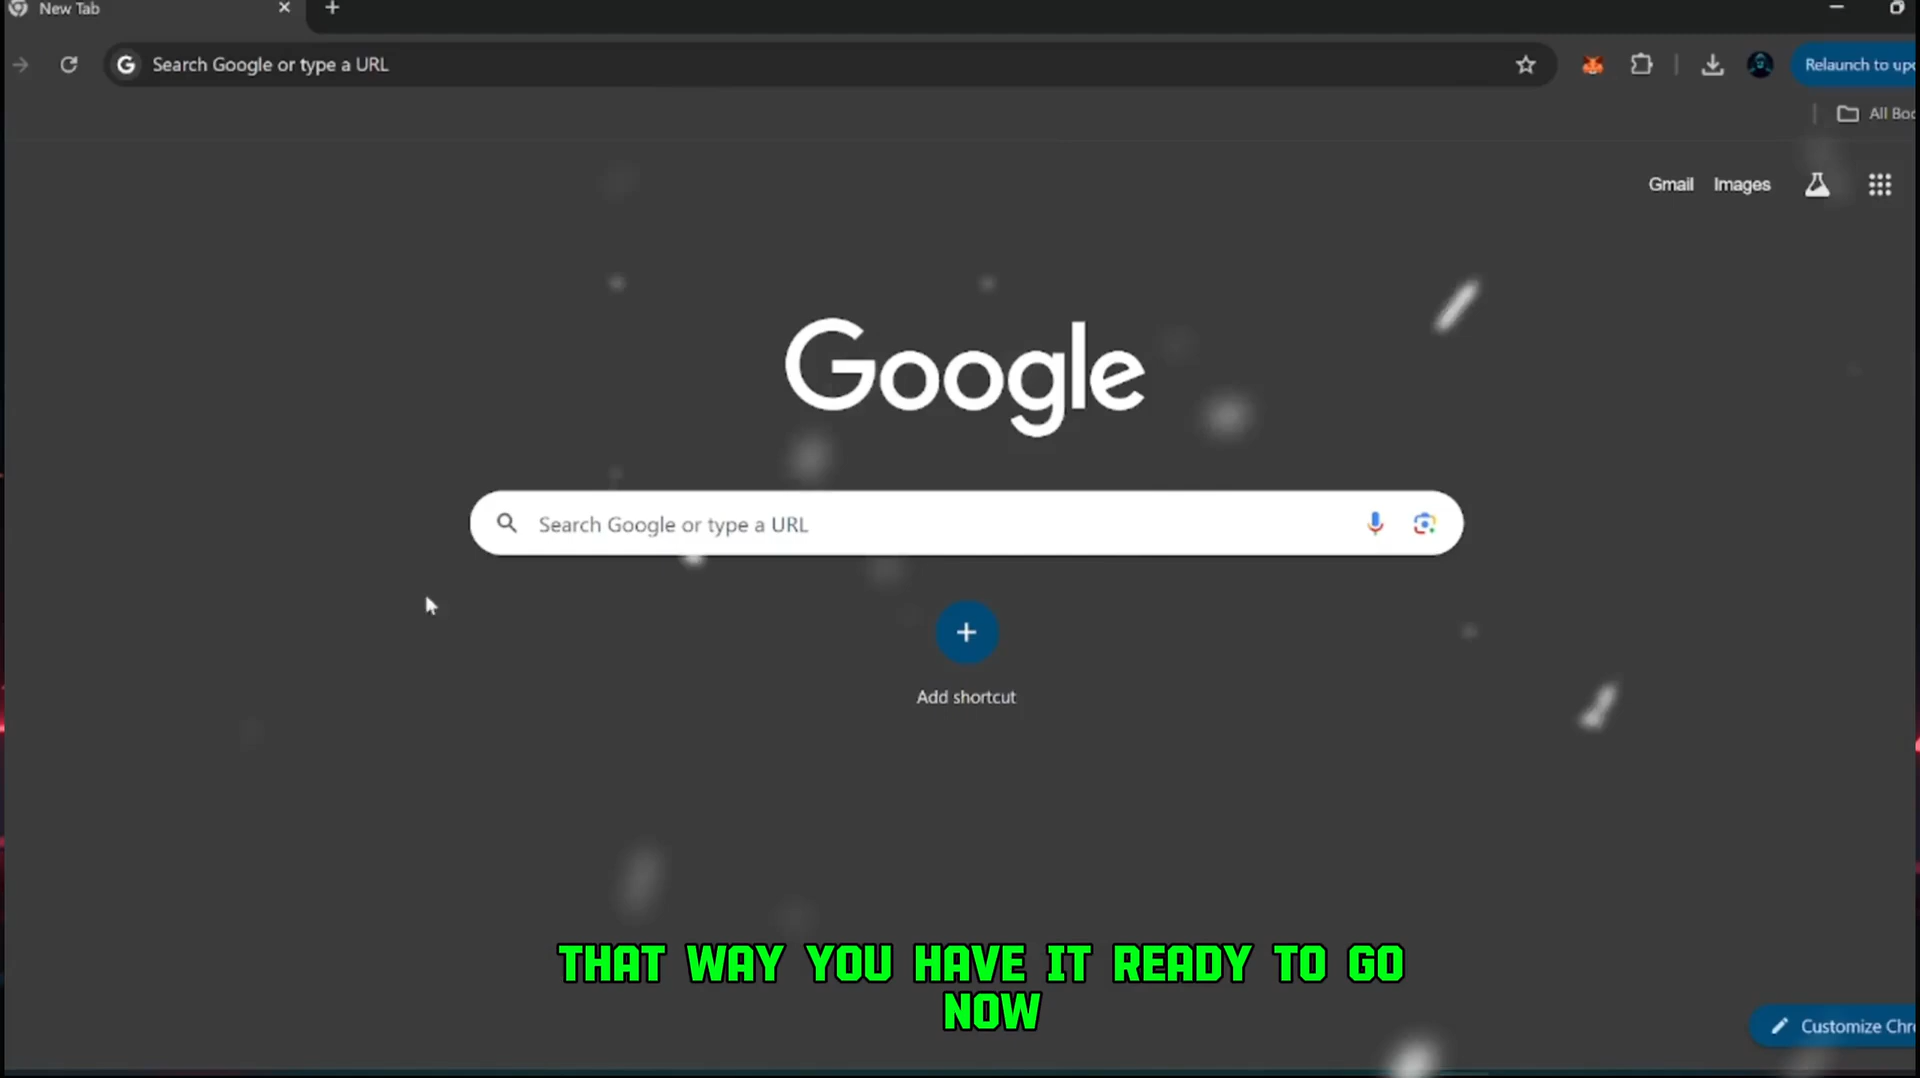 New Tab
Search Google or type a URL
Relaunch to upd
All Boo
Gmail Images
Google
Search Google or type a URL
Add shortcut
THAT WAY YOU HAVE IT READY TO GO
NOW
Customize Chr